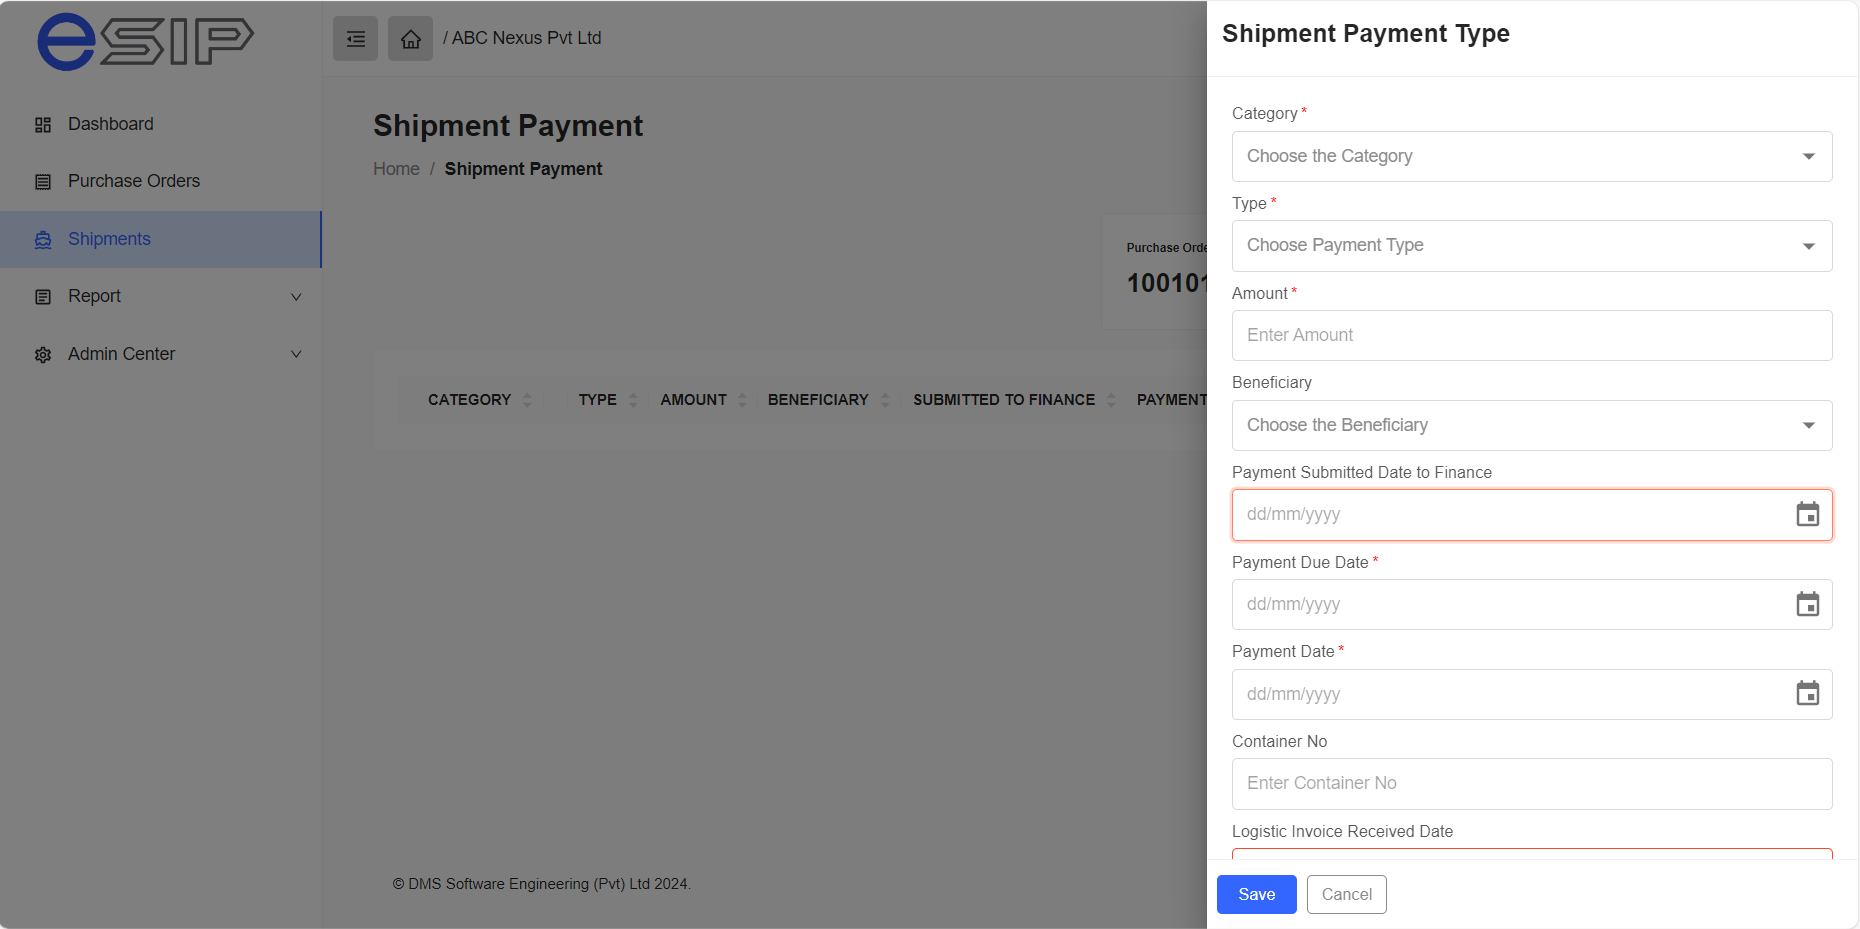 eSIP
Dashboard
Purchase Orders
Shipments
Report
Admin Center
/ ABC Nexus Pvt Ltd
Shipment Payment
Home / Shipment Payment
Purchase Orde
100101
CATEGORY TYPE AMOUNT BENEFICIARY SUBMITTED TO FINANCE PAYMENT
© DMS Software Engineering (Pvt) Ltd 2024.
Shipment Payment Type
Category *
Choose the Category
Type *
Choose Payment Type
Amount *
Enter Amount
Beneficiary
Choose the Beneficiary
Payment Submitted Date to Finance
dd/mm/yyyy
Payment Due Date *
dd/mm/yyyy
Payment Date *
dd/mm/yyyy
Container No
Enter Container No
Logistic Invoice Received Date
Save Cancel